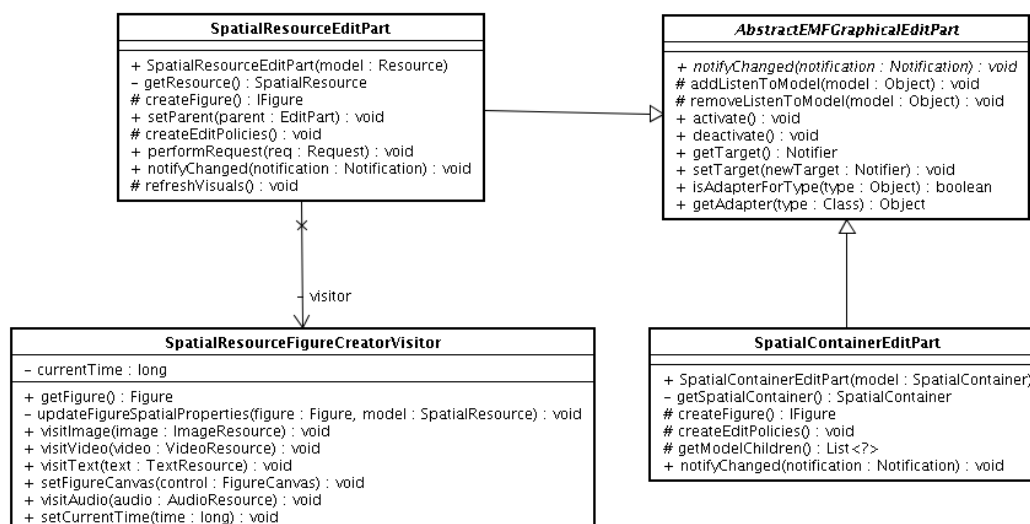 SpatialResourceEditPart
+ SpatialResourceEditPart(model : Resource)
- getResource() : SpatialResource
# createFigure() : IFigure
+ setParent(parent : EditPart) : void
# createEditPolicies() : void
+ performRequest(req : Request) : void
+ notifyChanged(notification : Notification) : void
# refreshVisuals() : void
AbstractEMFGraphicalEditPart
+ notifyChanged(notification : Notification) : void
# addListenToModel(model : Object) : void
# removeListenToModel(model : Object) : void
+ activate() : void
+ deactivate() : void
+ getTarget() : Notifier
+ setTarget(newTarget : Notifier) : void
+ isAdapterForType(type : Object) : boolean
+ getAdapter(type : Class) : Object
- visitor
SpatialResourceFigureCreatorVisitor
- currentTime : long
+ getFigure() : Figure
- updateFigureSpatialProperties(figure : Figure, model : SpatialResource) : void
+ visitImage(image : ImageResource) : void
+ visitVideo(video : VideoResource) : void
+ visitText(text : TextResource) : void
+ setFigureCanvas(control : FigureCanvas) : void
+ visitAudio(audio : AudioResource) : void
+ setCurrentTime(time : long) : void
SpatialContainerEditPart
+ SpatialContainerEditPart(model : SpatialContainer)
- getSpatialContainer() : SpatialContainer
# createFigure() : IFigure
# createEditPolicies() : void
# getModelChildren() : List<?>
+ notifyChanged(notification : Notification) : void